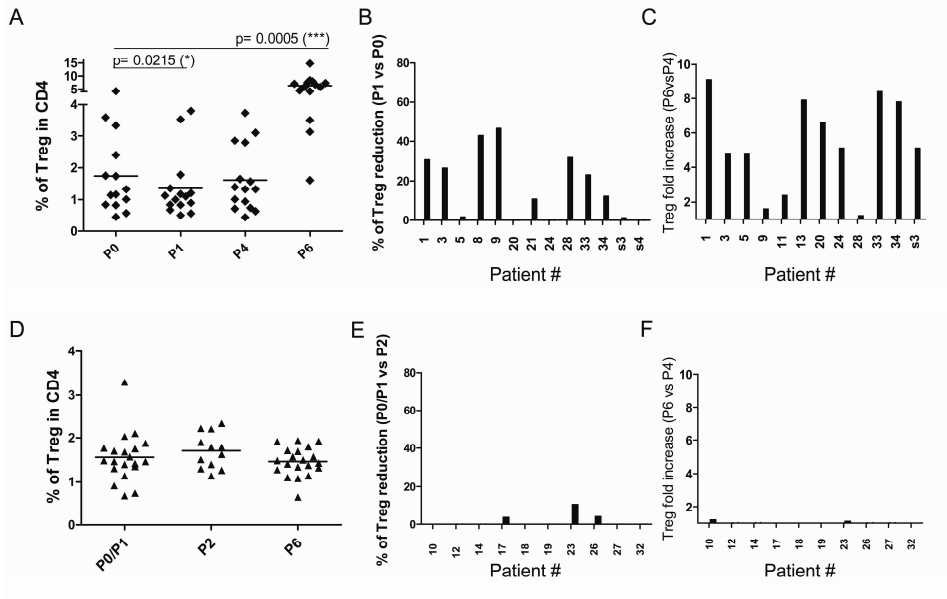 A
p= 0.0005 (***)
p= 0.0215 (*)
% of Treg in CD4
15
10
5
4
3
2
1
0
P0
P1
P4
P6
B
% of Treg reduction (P1 vs P0)
80
60
40
20
0
1
3
5
8
9
20
21
24
28
33
34
s3
s4
Patient #
C
Treg fold increase (P6vsP4)
10
8
6
4
2
1
3
5
9
11
13
20
24
28
33
34
s3
Patient #
D
% of Treg in CD4
4
3
2
1
0
P0/P1
P2
P6
E
% of Treg reduction (P0/P1 vs P2)
80
60
40
20
0
10
12
14
17
18
19
23
26
27
32
Patient #
F
Treg fold increase (P6 vs P4)
10
8
6
4
2
10
12
14
17
18
19
23
26
27
32
Patient #